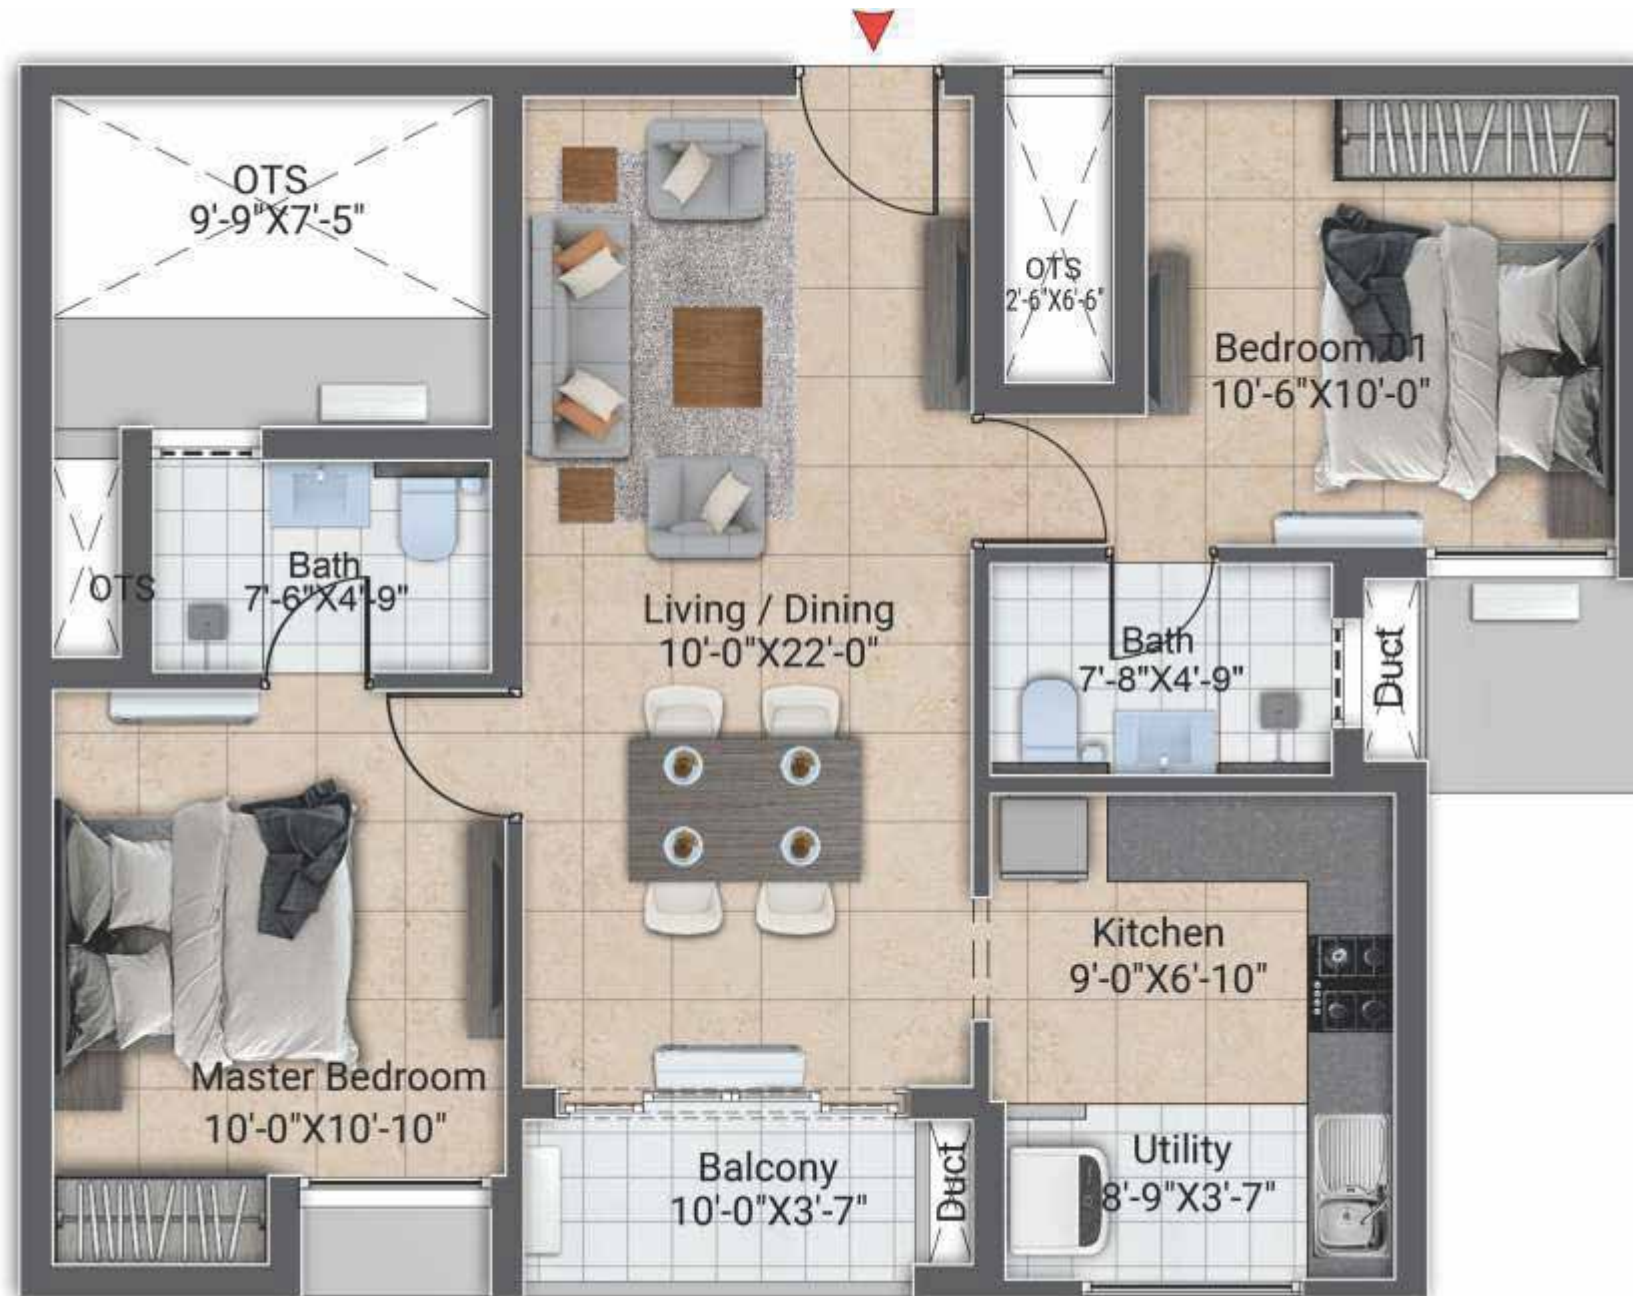 OTS
9'-9"X7'-5"
OTS
2'-6"X6'-6"
Bedroom 01
10'-6"X10'-0"
OTS
Bath
7'-6"X4'-9"
Living / Dining
10'-0"X22'-0"
Bath
7'-8"X4'-9"
Duct
Kitchen
9'-0"X6'-10"
Master Bedroom
10'-0"X10'-10"
Balcony
10'-0"X3'-7"
Duct
Utility
8'-9"X3'-7"